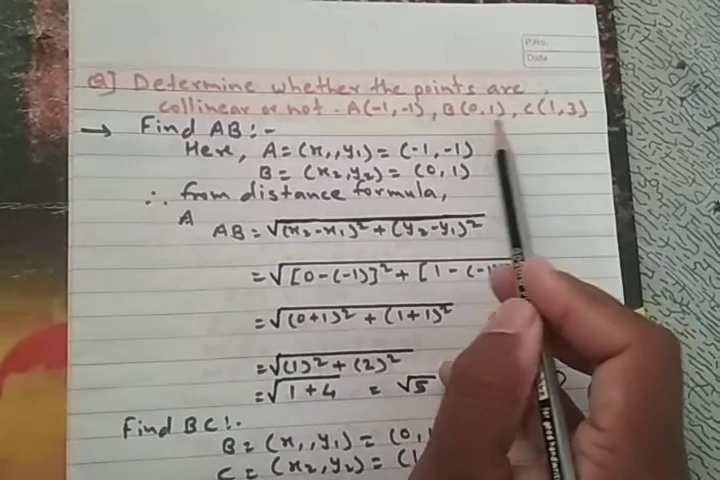 P.No.
Date
Q] Determine whether the points are
collinear or not. A(-1,-1), B(0,1), C(1,3)
→ Find AB:-
Here, A=(x₁,y₁)=(-1,-1)
B=(x₂,y₂)=(0,1)
∴ from distance formula,
A
AB=√(x₂-x₁)²+(y₂-y₁)²
=√[0-(-1)]²+[1-(-1)
=√(0+1)²+(1+1)²
=√(1)²+(2)²
=√1+4 =√5
Find BC:.
B=(x₁,y₁)=(0,1
C=(x₂,y₂)=(1